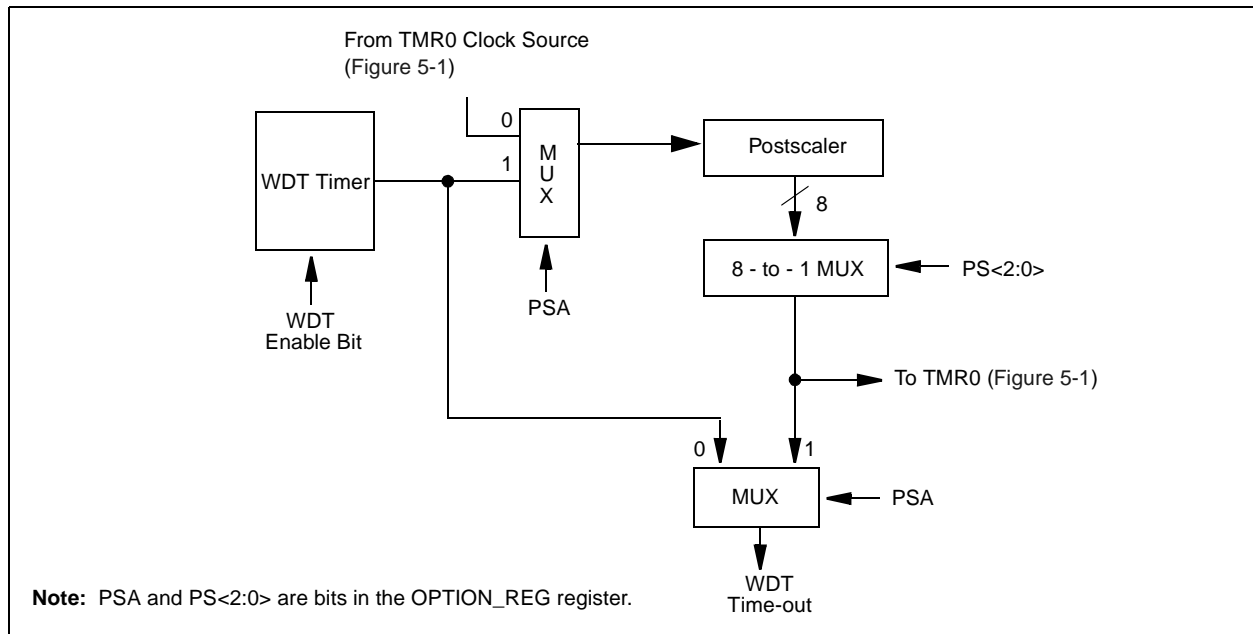 From TMR0 Clock Source
(Figure 5-1)
0
1
M
U
X
WDT Timer
Postscaler
8
8 - to - 1 MUX
PS<2:0>
PSA
WDT
Enable Bit
To TMR0 (Figure 5-1)
0
1
MUX
PSA
WDT
Time-out
Note: PSA and PS<2:0> are bits in the OPTION_REG register.